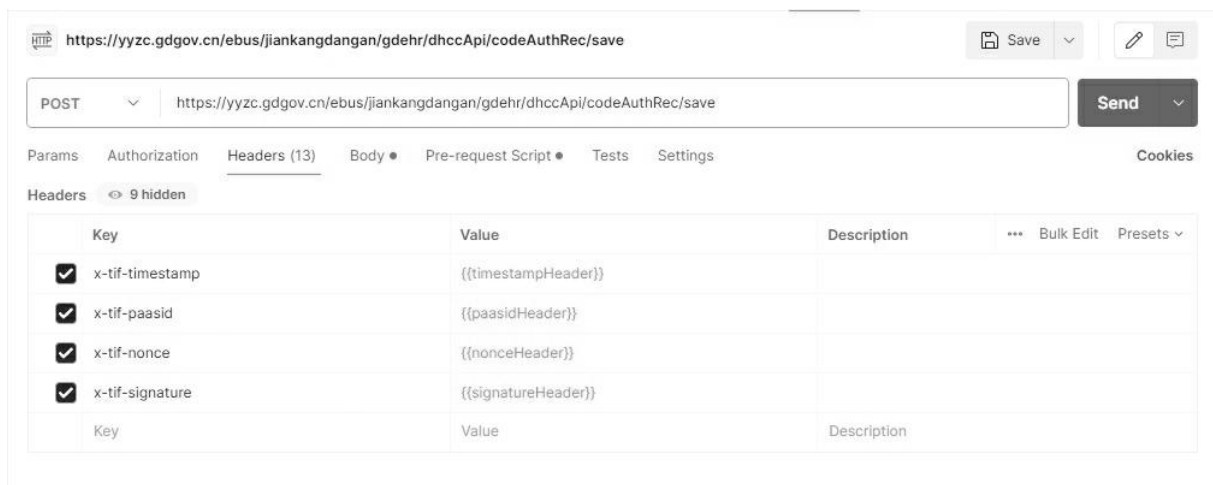 HTTP https://yyzc.gdgov.cn/ebus/jiankangdangan/gdehr/dhccApi/codeAuthRec/save Save
POST https://yyzc.gdgov.cn/ebus/jiankangdangan/gdehr/dhccApi/codeAuthRec/save Send
Params Authorization Headers (13) Body Pre-request Script Tests Settings Cookies
Headers 9 hidden
Key Value Description Bulk Edit Presets
x-tif-timestamp {{timestampHeader}}
x-tif-paasid {{paasidHeader}}
x-tif-nonce {{nonceHeader}}
x-tif-signature {{signatureHeader}}
Key Value Description